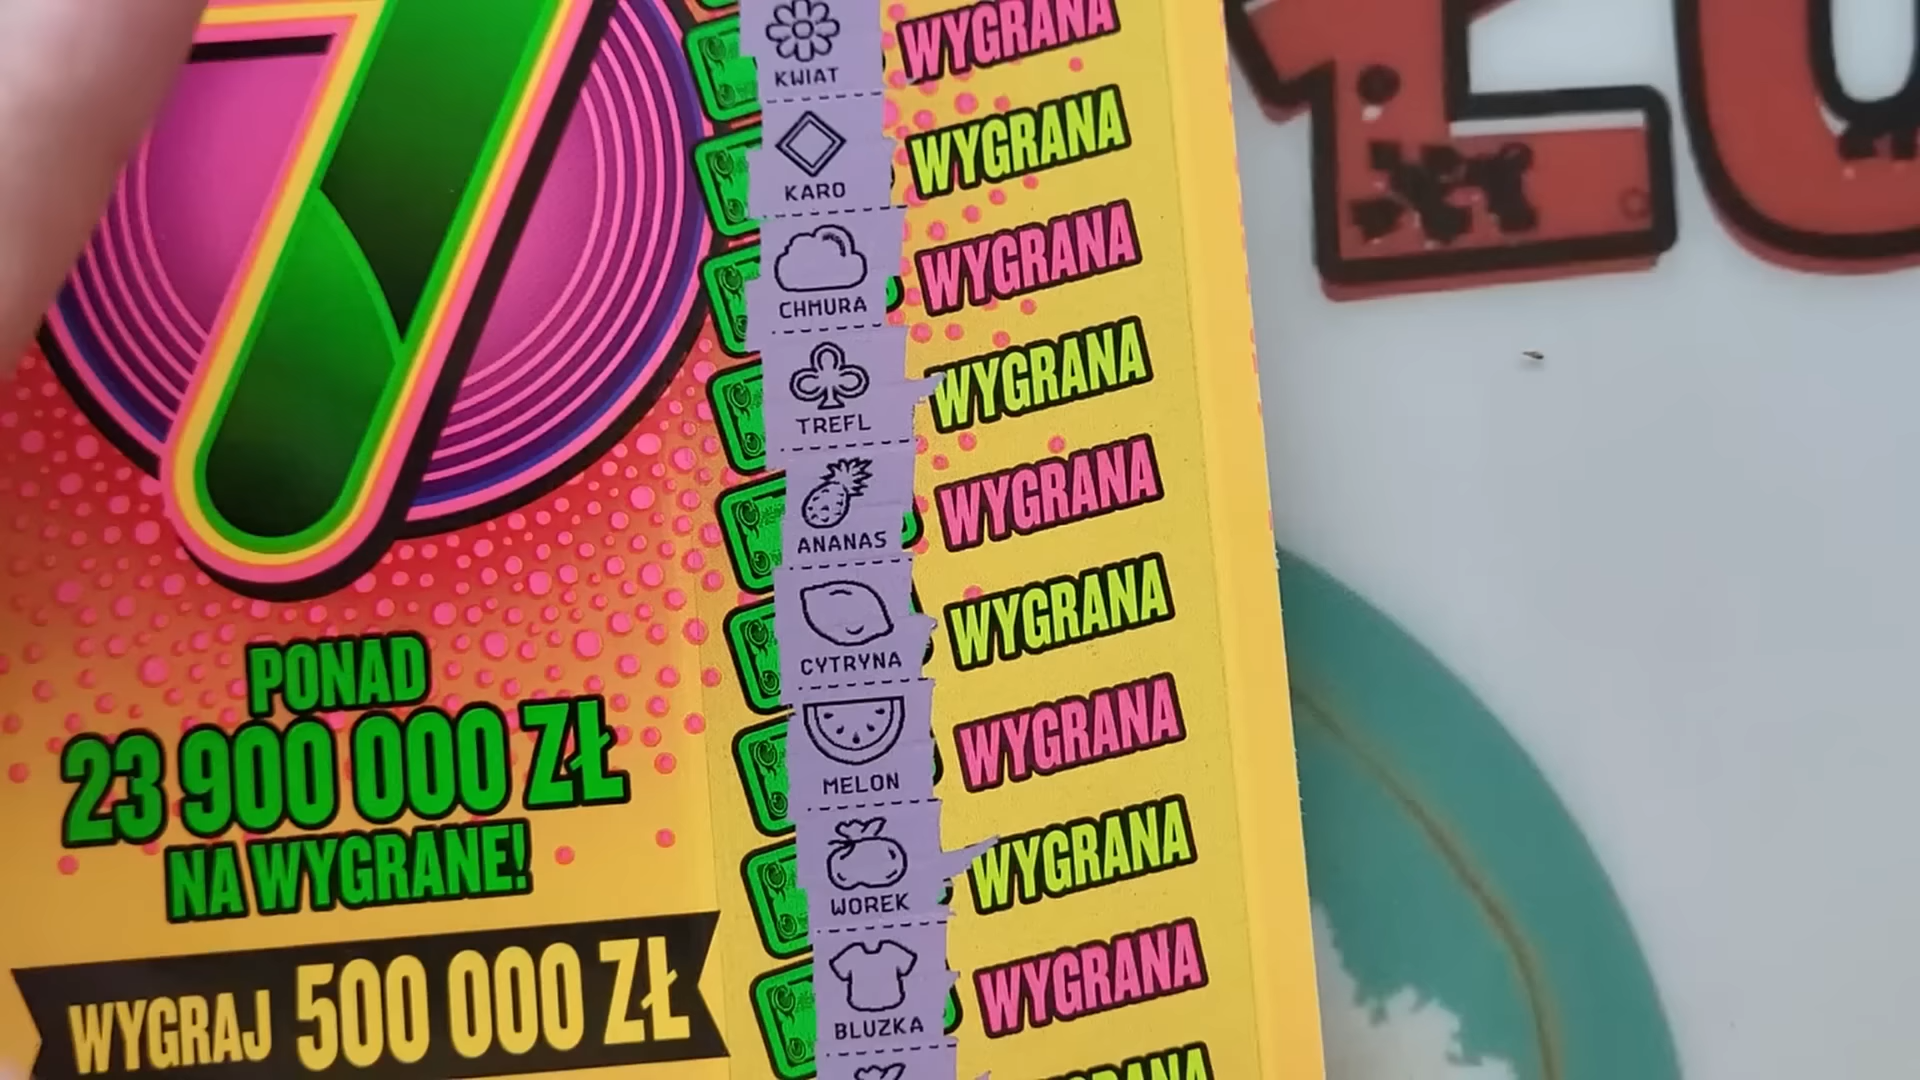 KWIAT WYGRANA
KARO WYGRANA
CHMURA WYGRANA
TREFL WYGRANA
ANANAS WYGRANA
CYTRYNA WYGRANA
MELON WYGRANA
WOREK WYGRANA
BLUZKA WYGRANA
PONAD
23 900 000 ZŁ
NA WYGRANE!
WYGRAJ 500 000 ZŁ